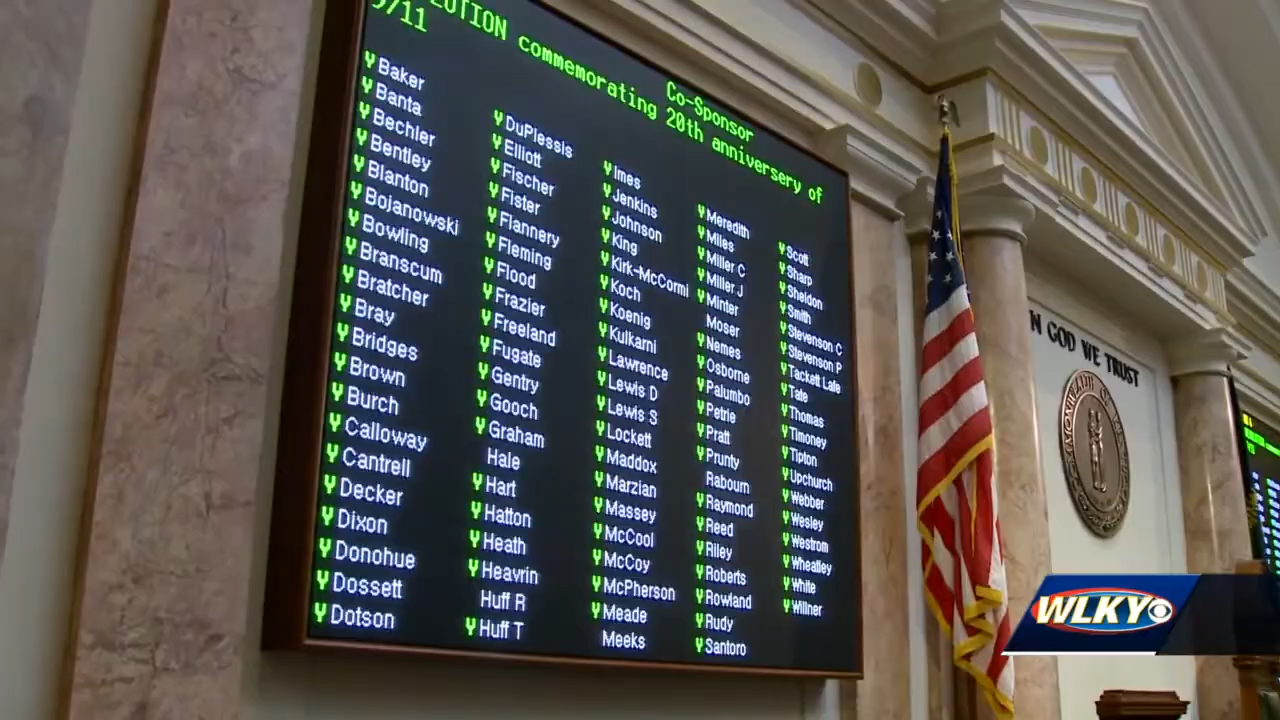 Co-Sponsor
commemorating 20th anniversery of
9/11
Y Baker
Y Banta
Y Bechler
Y Bentley
Y Blanton
Y Bojanowski
Y Bowling
Y Branscum
Y Bratcher
Y Bray
Y Bridges
Y Brown
Y Burch
Y Calloway
Y Cantrell
Y Decker
Y Dixon
Y Donohue
Y Dossett
Y Dotson
Y DuPlessis
Y Elliott
Y Fischer
Y Fister
Y Flannery
Y Fleming
Y Flood
Y Frazier
Y Freeland
Y Fugate
Y Gentry
Y Gooch
Y Graham
Hale
Y Hart
Y Hatton
Y Heath
Y Heavrin
Huff R
Y Huff T
Y Imes
Y Jenkins
Y Johnson
Y King
Y Kirk-McCormi
Y Koch
Y Koenig
Y Kulkarni
Y Lawrence
Y Lewis D
Y Lewis S
Y Lockett
Y Maddox
Y Marzian
Y Massey
Y McCool
Y McCoy
Y McPherson
Y Meade
Meeks
Y Meredith
Y Miles
Y Miller C
Y Miller J
Y Minter
Moser
Y Nemes
Y Osborne
Y Palumbo
Y Petrie
Y Pratt
Y Prunty
Rabourn
Y Raymond
Y Reed
Y Riley
Y Roberts
Y Rowland
Y Rudy
Y Santoro
Y Scott
Y Sharp
Y Sheldon
Y Smith
Y Stevenson C
Y Stevenson P
Y Tackett Lafe
Y Tate
Y Thomas
Y Timoney
Y Tipton
Y Upchurch
Y Webber
Y Wesley
Y Westrom
Y Wheatley
Y White
Y Willner
N GOD WE TRUST
WLKY